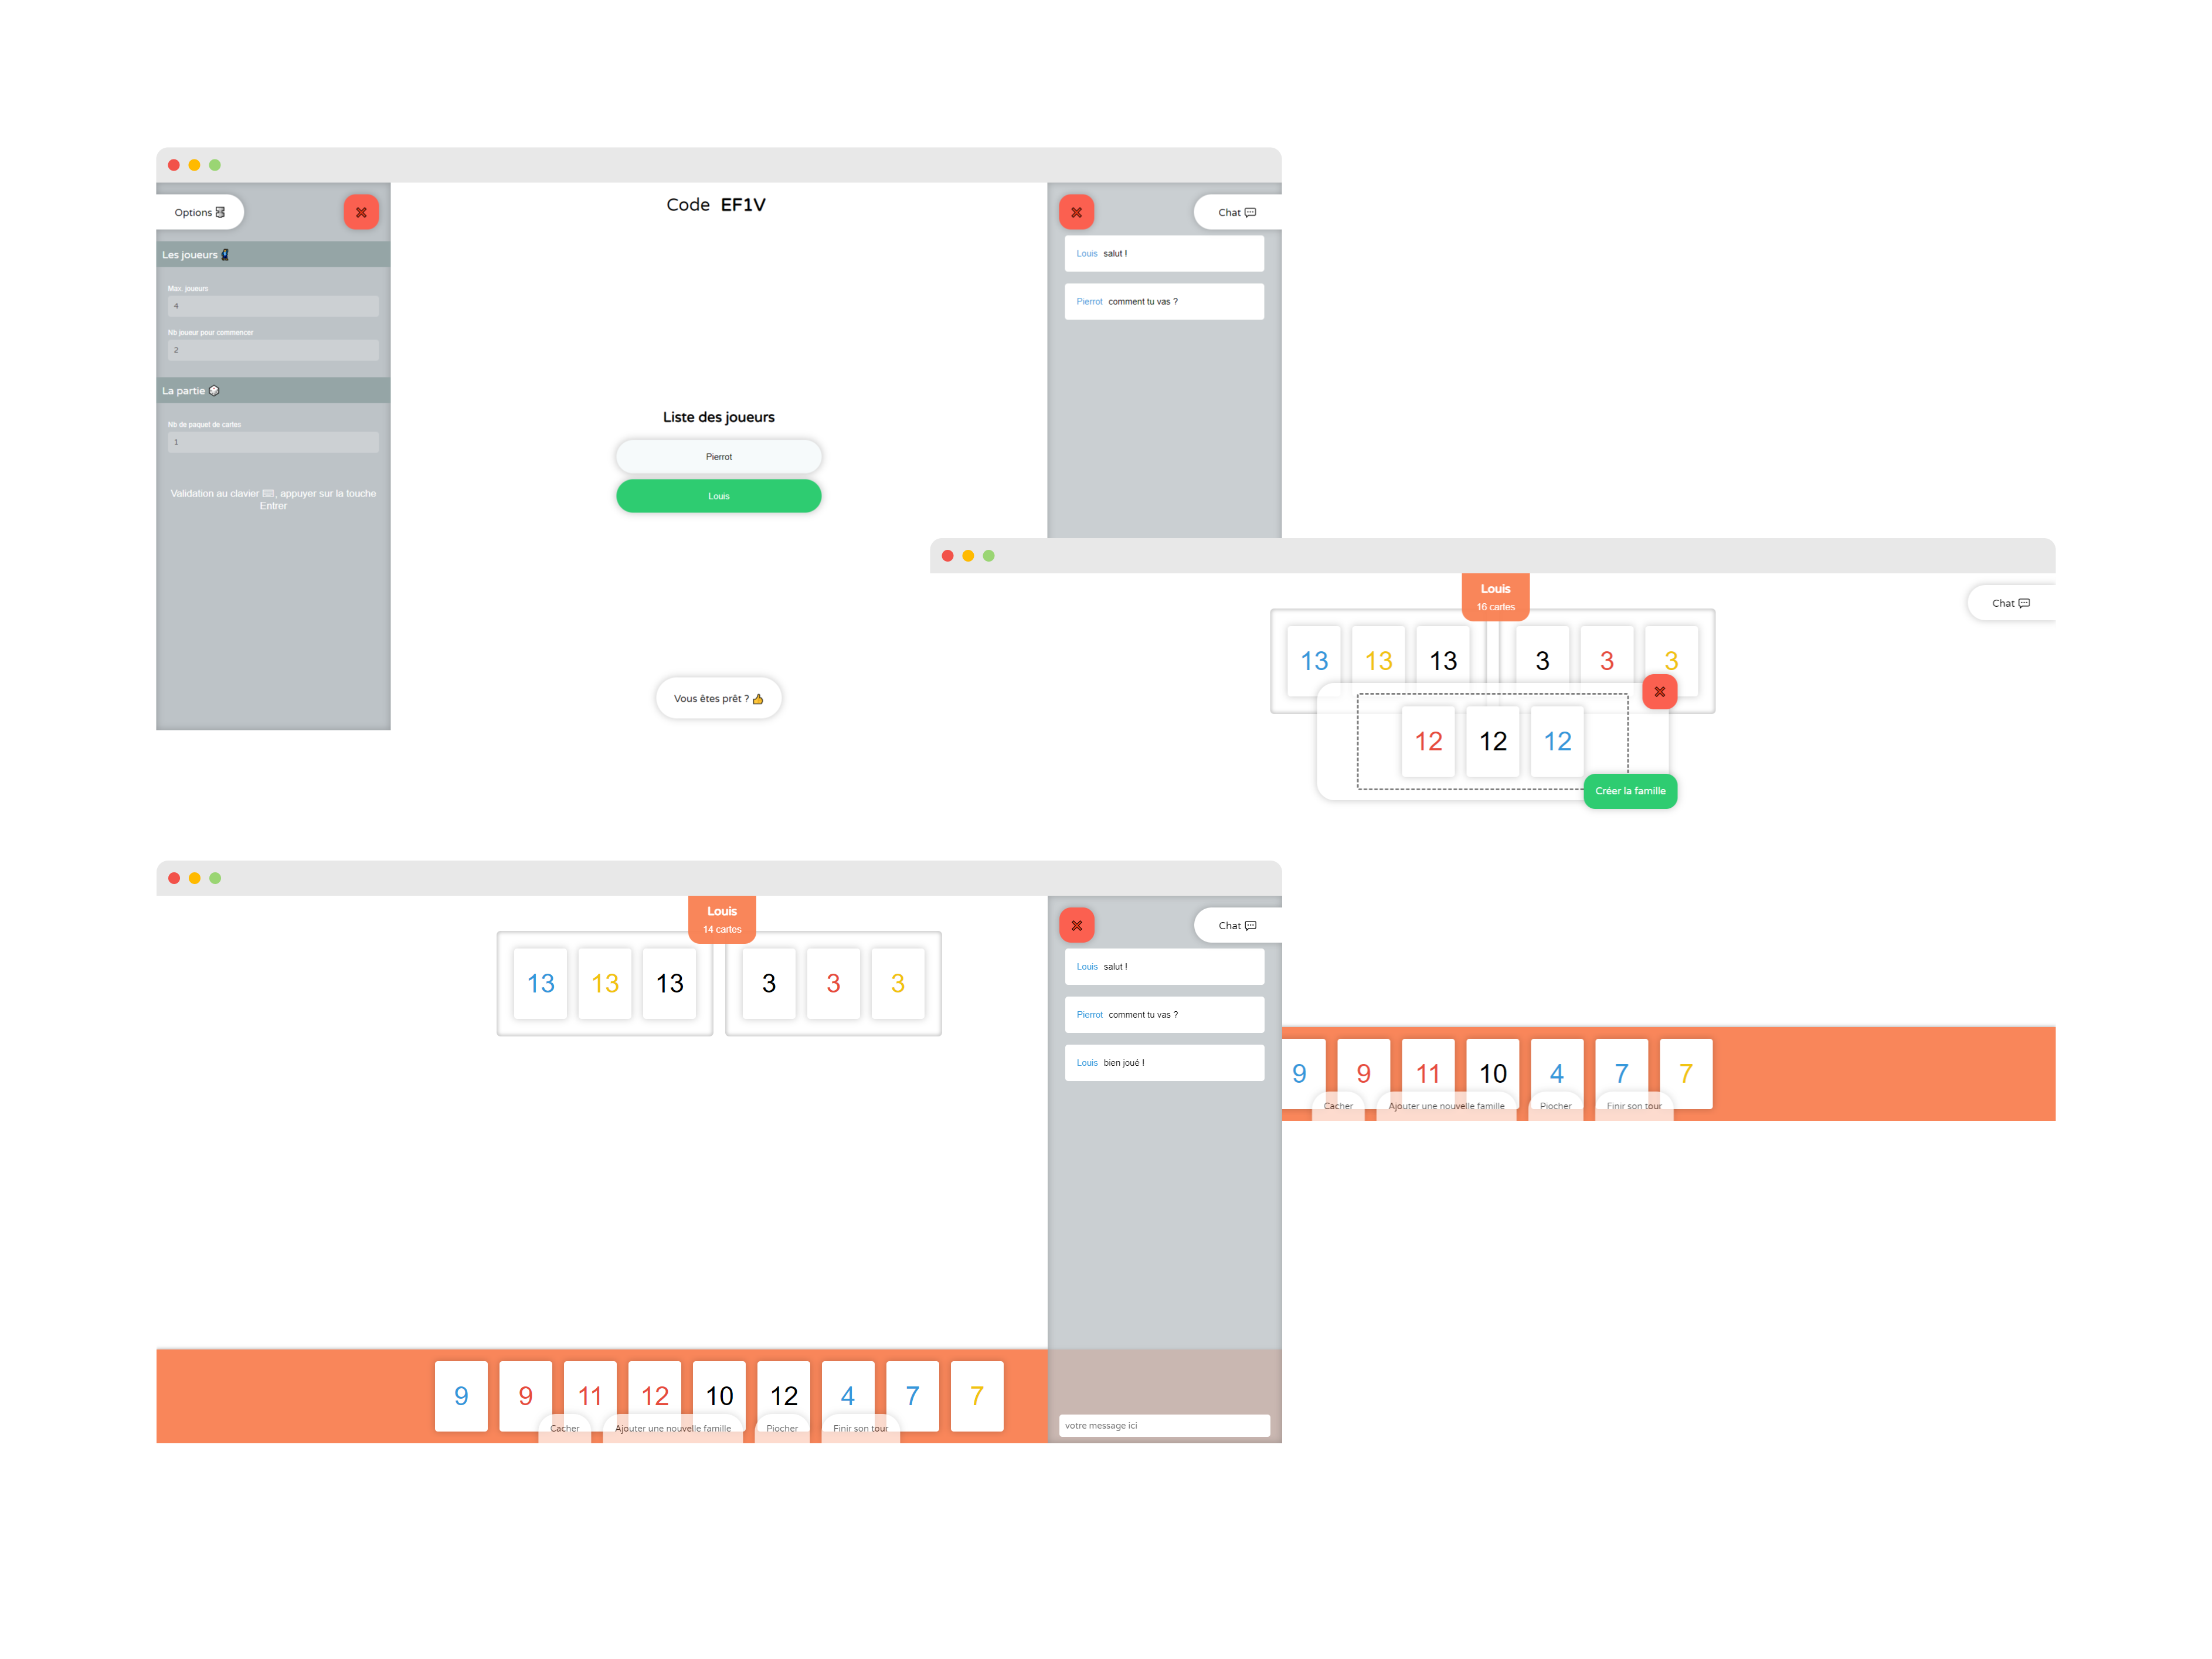 Options
Les joueurs
Max. joueurs
4
Nb joueur pour commencer
2
La partie
Nb de paquet de cartes
1
Validation au clavier , appuyer sur la touche
Entrer
Code EF1V
Liste des joueurs
Pierrot
Louis
Vous êtes prêt ?
Chat
Louis salut !
Pierrot comment tu vas ?
Louis
16 cartes
Chat
13 13 13 3 3 3
12 12 12
Créer la famille
9 9 11 10 4 7 7
Cacher Ajouter une nouvelle famille Piocher Finir son tour
Louis
14 cartes
13 13 13 3 3 3
Chat
Louis salut !
Pierrot comment tu vas ?
Louis bien joué !
9 9 11 12 10 12 4 7 7
Cacher Ajouter une nouvelle famille Piocher Finir son tour
votre message ici